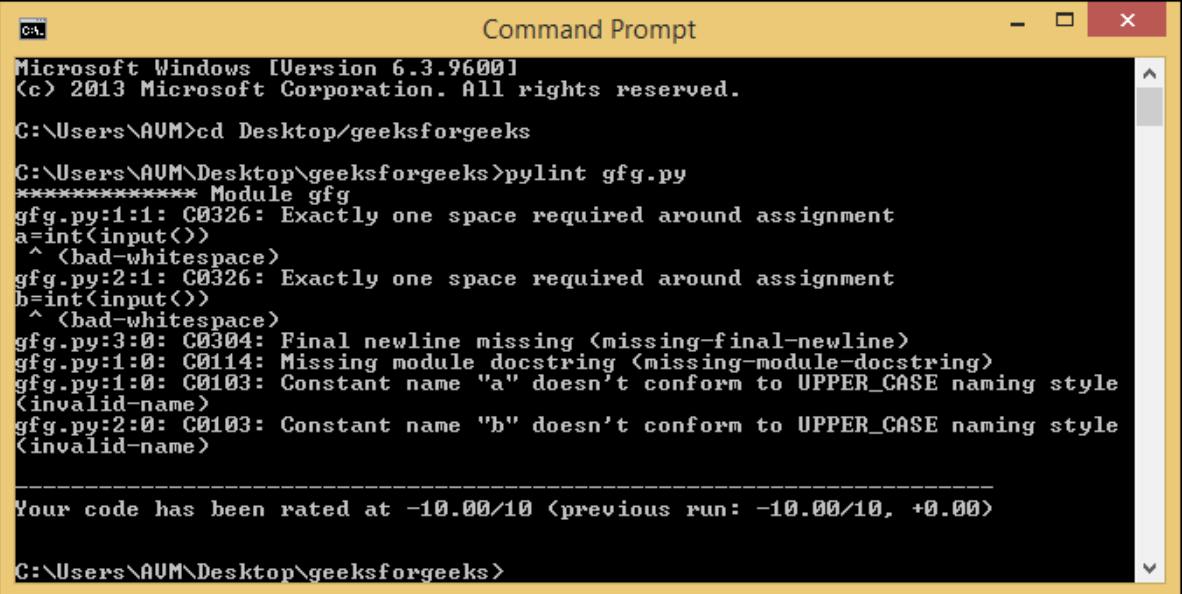 Command Prompt
Microsoft Windows [Version 6.3.9600]
(c) 2013 Microsoft Corporation. All rights reserved.
C:\Users\AVM>cd Desktop/geeksforgeeks
C:\Users\AVM\Desktop\geeksforgeeks>pylint gfg.py
************* Module gfg
gfg.py:1:1: C0326: Exactly one space required around assignment
a=int(input())
 ^ (bad-whitespace)
gfg.py:2:1: C0326: Exactly one space required around assignment
b=int(input())
 ^ (bad-whitespace)
gfg.py:3:0: C0304: Final newline missing (missing-final-newline)
gfg.py:1:0: C0114: Missing module docstring (missing-module-docstring)
gfg.py:1:0: C0103: Constant name "a" doesn't conform to UPPER_CASE naming style
(invalid-name)
gfg.py:2:0: C0103: Constant name "b" doesn't conform to UPPER_CASE naming style
(invalid-name)
----------------------------------------------------------------------
Your code has been rated at -10.00/10 (previous run: -10.00/10, +0.00)
C:\Users\AVM\Desktop\geeksforgeeks>